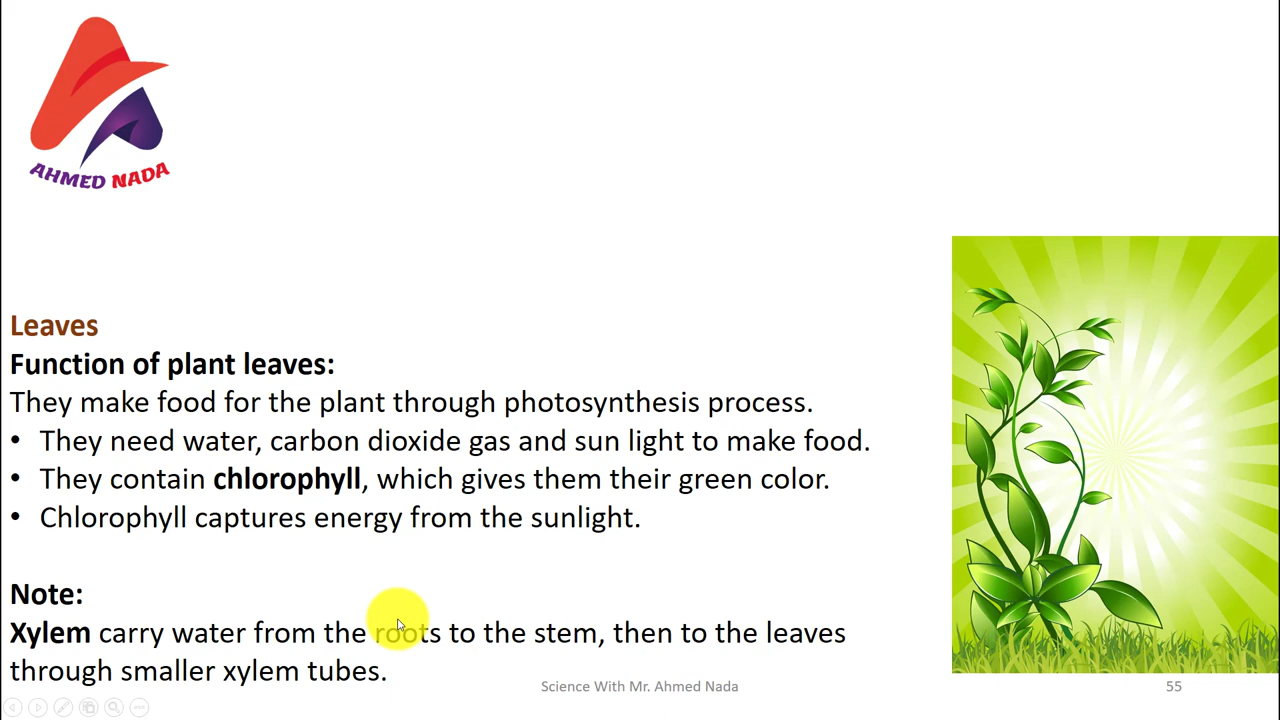 AHMED NADA
Leaves
Function of plant leaves:
They make food for the plant through photosynthesis process.
• They need water, carbon dioxide gas and sun light to make food.
• They contain chlorophyll, which gives them their green color.
• Chlorophyll captures energy from the sunlight.
Note:
Xylem carry water from the roots to the stem, then to the leaves
through smaller xylem tubes.
Science With Mr. Ahmed Nada
55